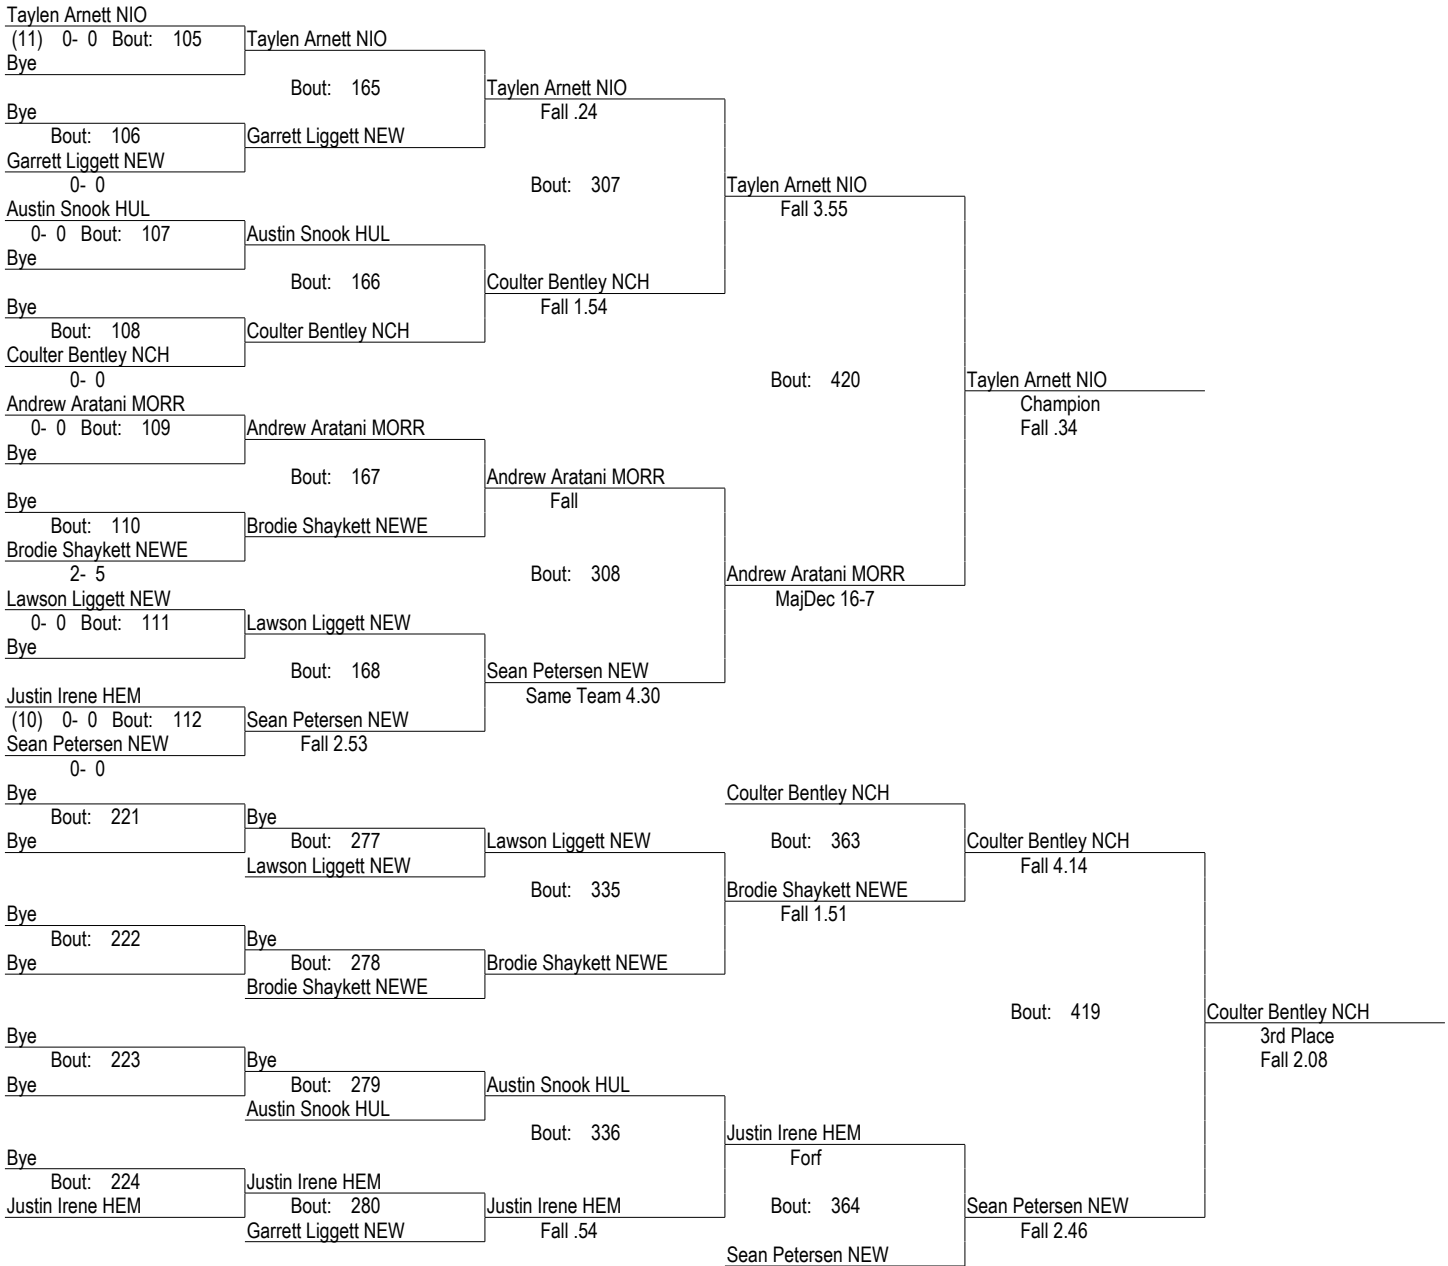 Taylen Arnett NIO
(11) 0- 0 Bout: 105 Taylen Arnett NIO
Bye
Bout: 165 Taylen Arnett NIO
Bye Fall .24
Bout: 106 Garrett Liggett NEW
Garrett Liggett NEW
0- 0 Bout: 307 Taylen Arnett NIO
Austin Snook HUL Fall 3.55
0- 0 Bout: 107 Austin Snook HUL
Bye
Bout: 166 Coulter Bentley NCH
Bye Fall 1.54
Bout: 108 Coulter Bentley NCH
Coulter Bentley NCH
0- 0 Bout: 420 Taylen Arnett NIO
Andrew Aratani MORR Champion
0- 0 Bout: 109 Andrew Aratani MORR Fall .34
Bye
Bout: 167 Andrew Aratani MORR
Bye Fall
Bout: 110 Brodie Shaykett NEWE
Brodie Shaykett NEWE
2- 5 Bout: 308 Andrew Aratani MORR
Lawson Liggett NEW MajDec 16-7
0- 0 Bout: 111 Lawson Liggett NEW
Bye
Bout: 168 Sean Petersen NEW
Justin Irene HEM Same Team 4.30
(10) 0- 0 Bout: 112 Sean Petersen NEW
Sean Petersen NEW Fall 2.53
0- 0
Bye Coulter Bentley NCH
Bout: 221 Bye
Bye Bout: 277 Lawson Liggett NEW Bout: 363 Coulter Bentley NCH
Lawson Liggett NEW Fall 4.14
Bout: 335 Brodie Shaykett NEWE
Bye Fall 1.51
Bout: 222 Bye
Bye Bout: 278 Brodie Shaykett NEWE
Brodie Shaykett NEWE
Bout: 419 Coulter Bentley NCH
Bye 3rd Place
Bout: 223 Bye Fall 2.08
Bye Bout: 279 Austin Snook HUL
Austin Snook HUL
Bout: 336 Justin Irene HEM
Bye Forf
Bout: 224 Justin Irene HEM
Justin Irene HEM Bout: 280 Justin Irene HEM Bout: 364 Sean Petersen NEW
Garrett Liggett NEW Fall .54 Fall 2.46
Sean Petersen NEW